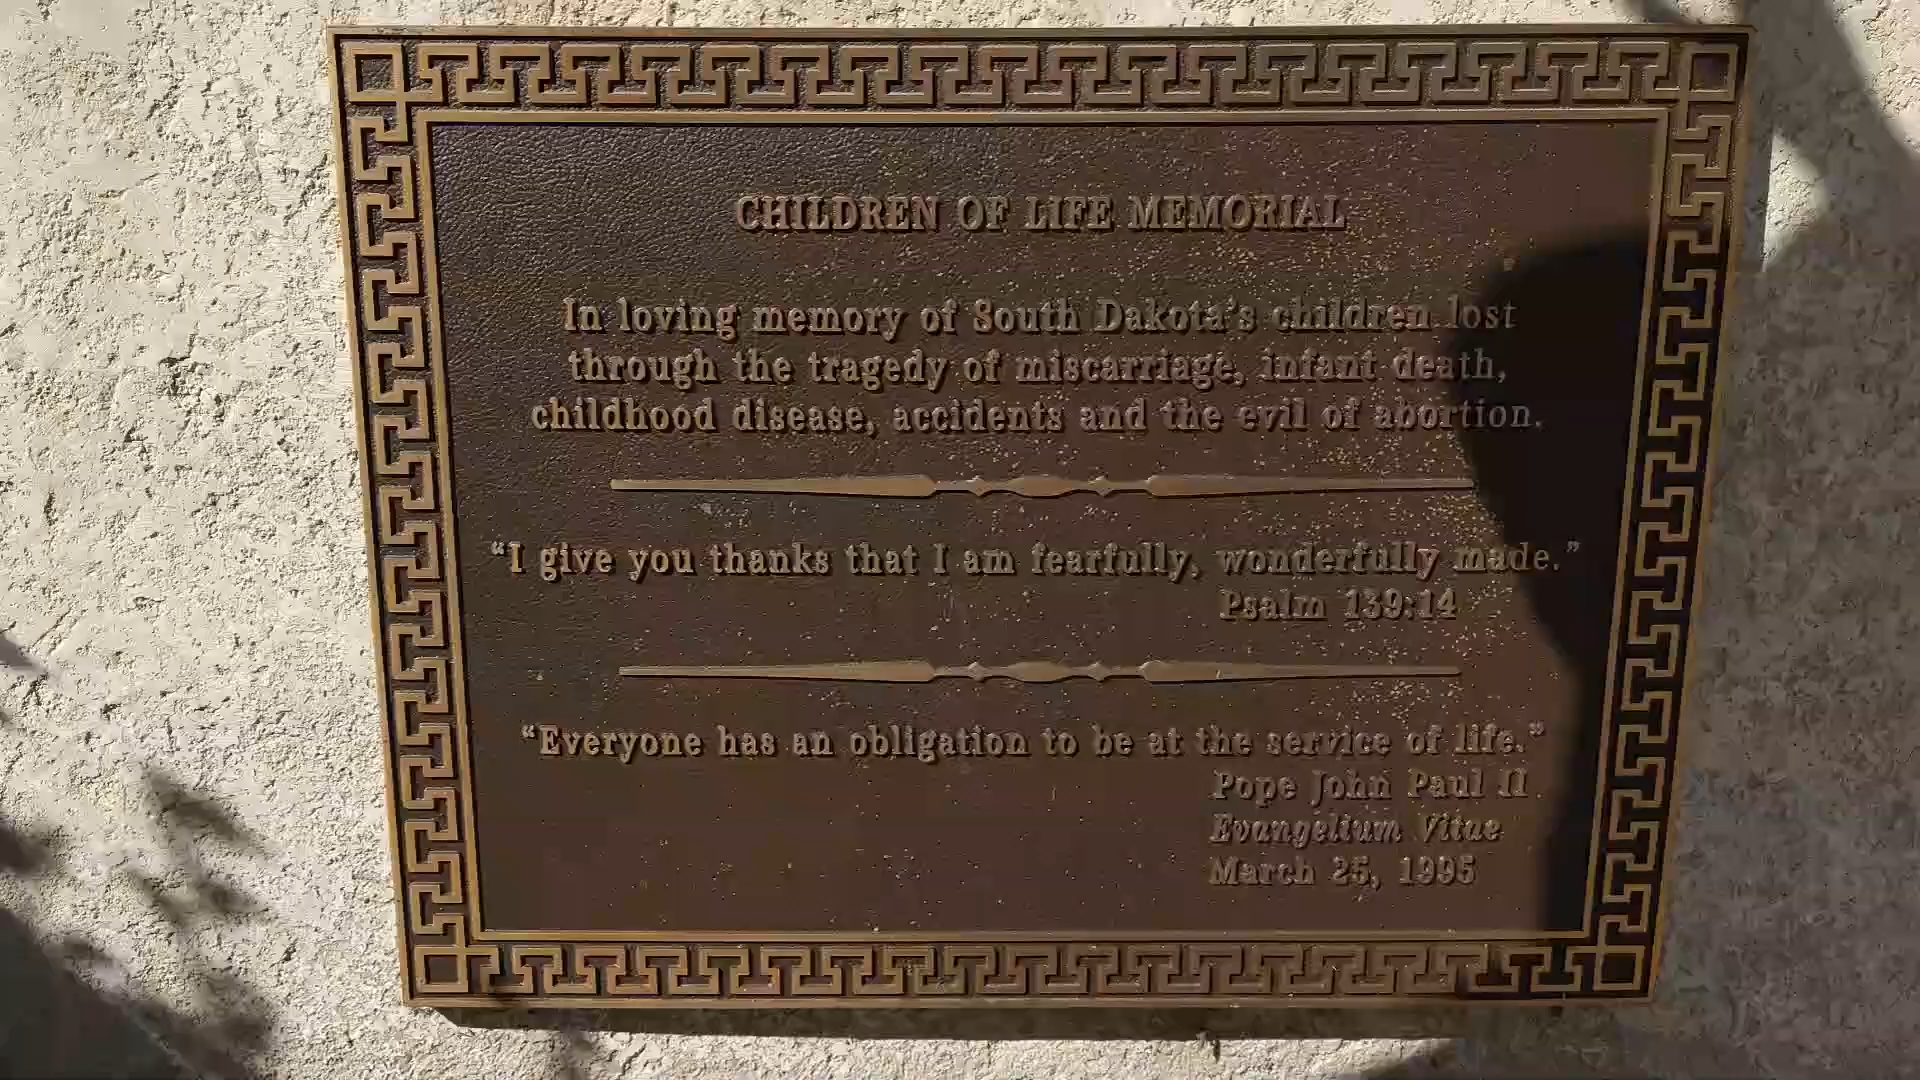 CHILDREN OF LIFE MEMORIAL
In loving memory of South Dakota's children lost
through the tragedy of miscarriage, infant death,
childhood disease, accidents and the evil of abortion.
“I give you thanks that I am fearfully, wonderfully made.”
Psalm 139:14
“Everyone has an obligation to be at the service of life.”
Pope John Paul II
Evangelium Vitae
March 25, 1995